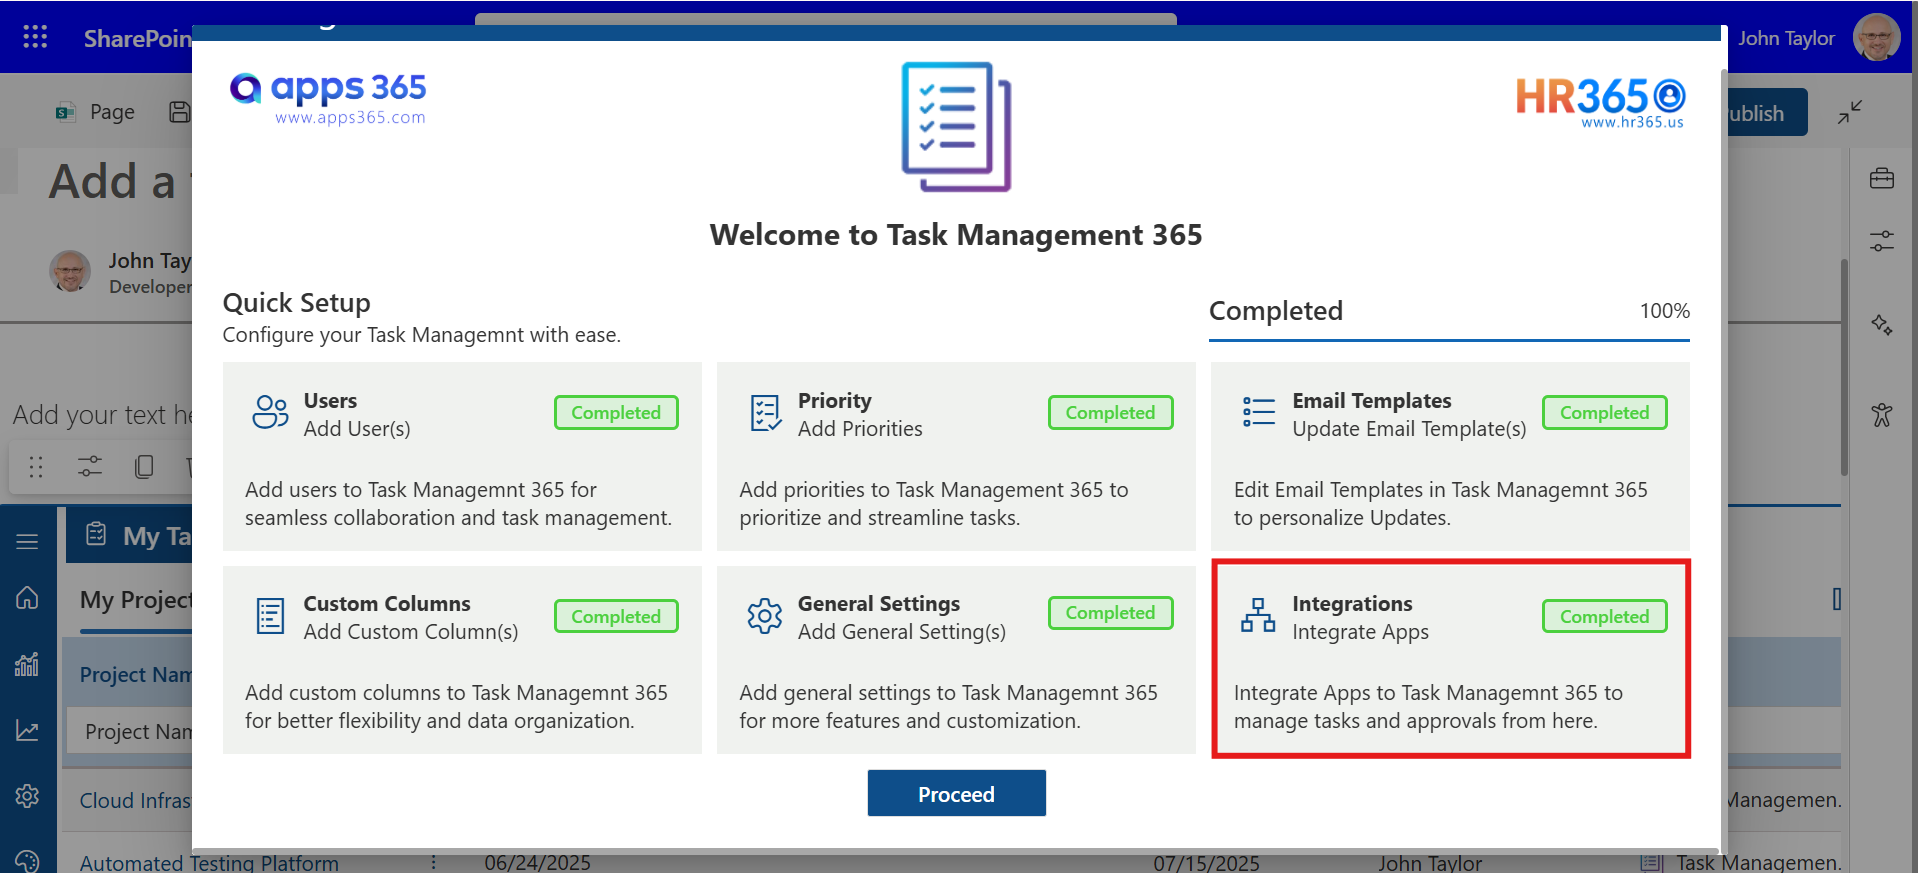 SharePoin
John Taylor
apps 365
www.apps365.com
HR365
www.hr365.us
Page
ublish
Add a
Welcome to Task Management 365
John Tay
Developer
Quick Setup
Configure your Task Managemnt with ease.
Completed
100%
Users
Add User(s)
Completed
Add users to Task Managemnt 365 for
seamless collaboration and task management.
Priority
Add Priorities
Completed
Add priorities to Task Management 365 to
prioritize and streamline tasks.
Email Templates
Update Email Template(s)
Completed
Edit Email Templates in Task Managemnt 365
to personalize Updates.
Add your text he
My Ta
Custom Columns
Add Custom Column(s)
Completed
Add custom columns to Task Managemnt 365
for better flexibility and data organization.
General Settings
Add General Setting(s)
Completed
Add general settings to Task Managemnt 365
for more features and customization.
Integrations
Integrate Apps
Completed
Integrate Apps to Task Managemnt 365 to
manage tasks and approvals from here.
My Project
Project Nam
Project Nam
Proceed
Cloud Infras
Managemen.
Automated Testing Platform
06/24/2025
07/15/2025
John Taylor
Task Managemen.